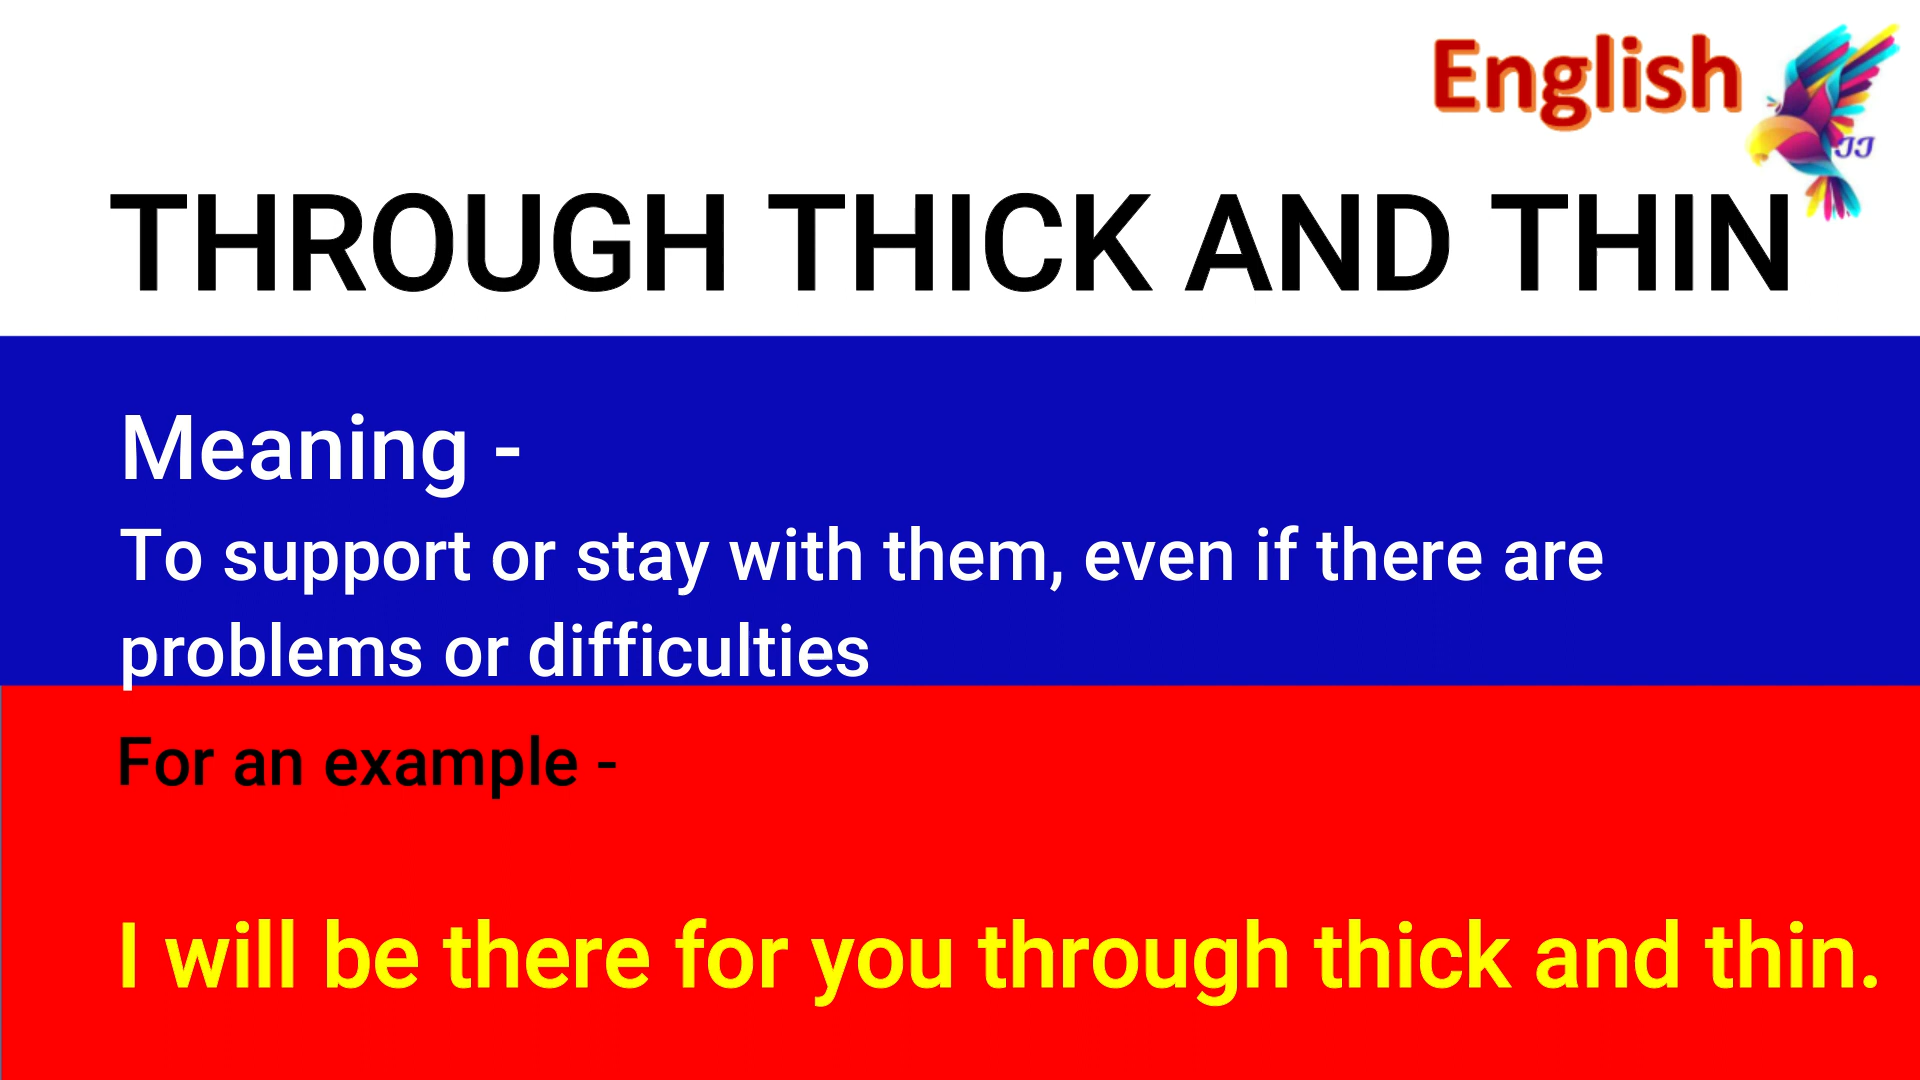 English
JJ
THROUGH THICK AND THIN
Meaning -
To support or stay with them, even if there are
problems or difficulties
For an example -
I will be there for you through thick and thin.